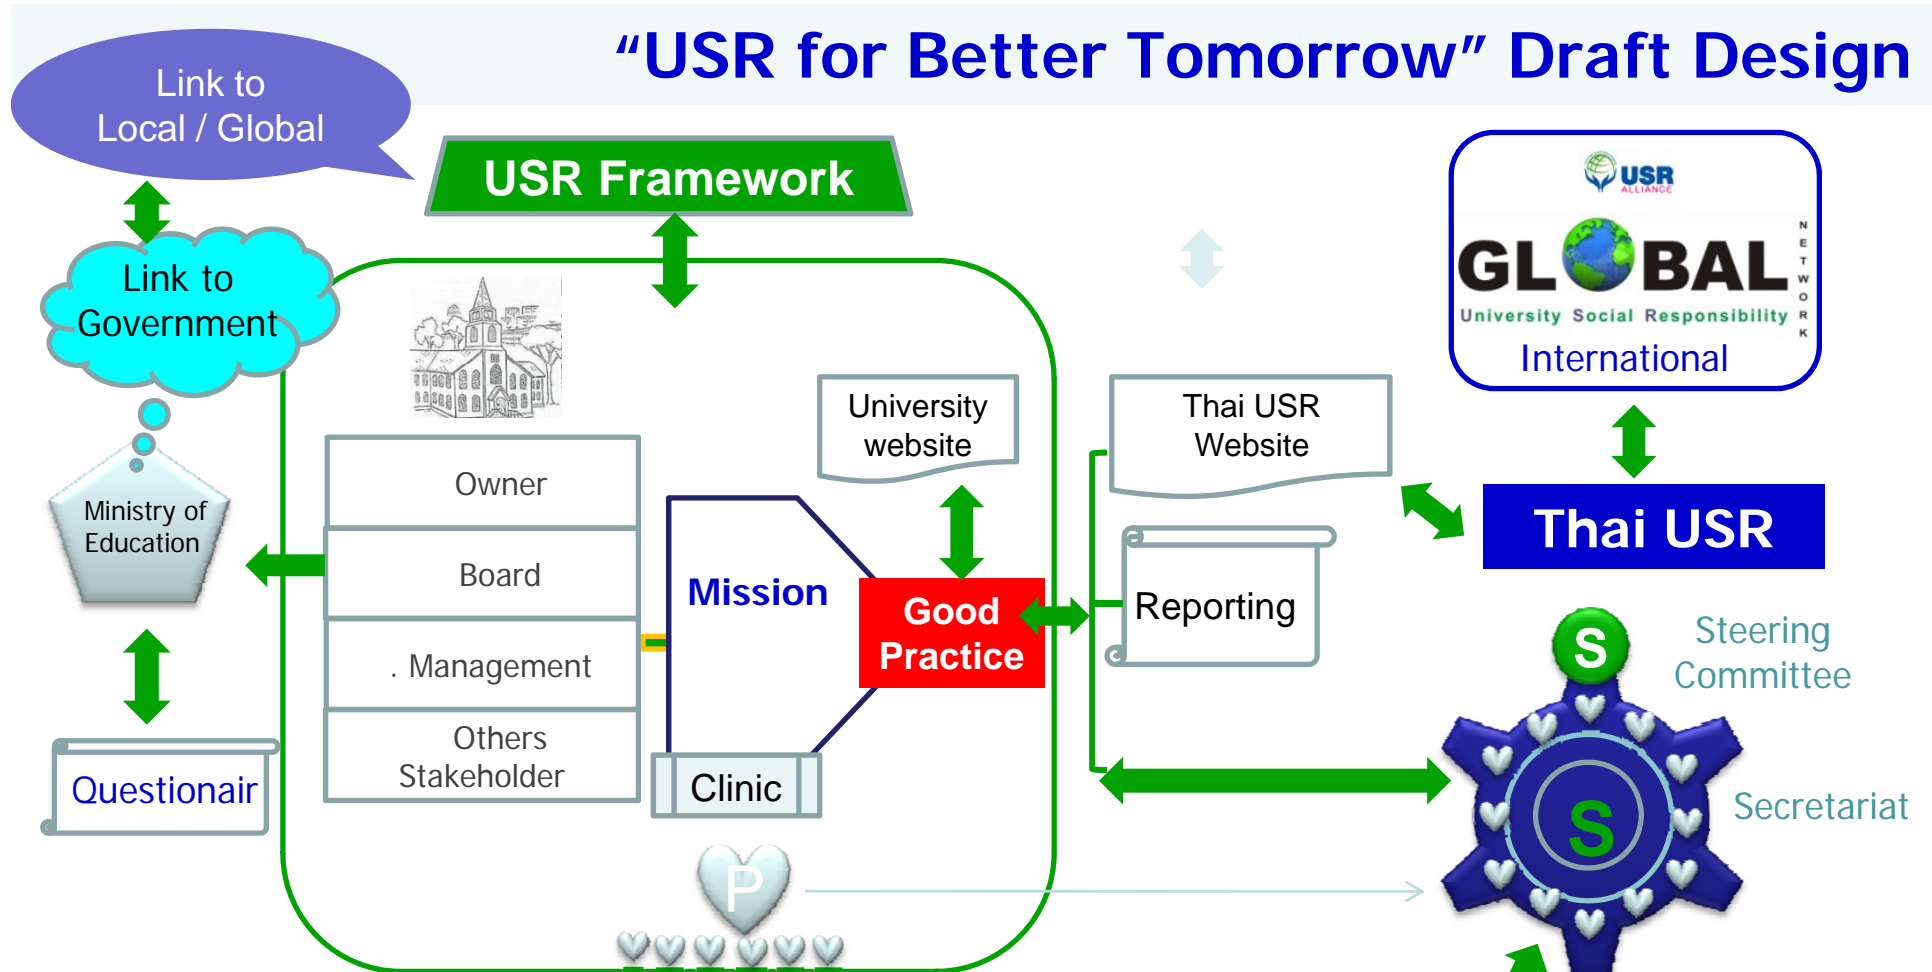 “USR for Better Tomorrow” Draft Design
Link to
Local / Global
USR Framework
USR
ALLIANCE
GLOBAL
NETWORK
University Social Responsibility
International
Link to
Government
University
website
Thai USR
Website
Owner
Ministry of
Education
Thai USR
Board
Mission
Good
Practice
Reporting
. Management
S
Steering
Committee
Others
Stakeholder
Questionair
Clinic
Secretariat
S
P